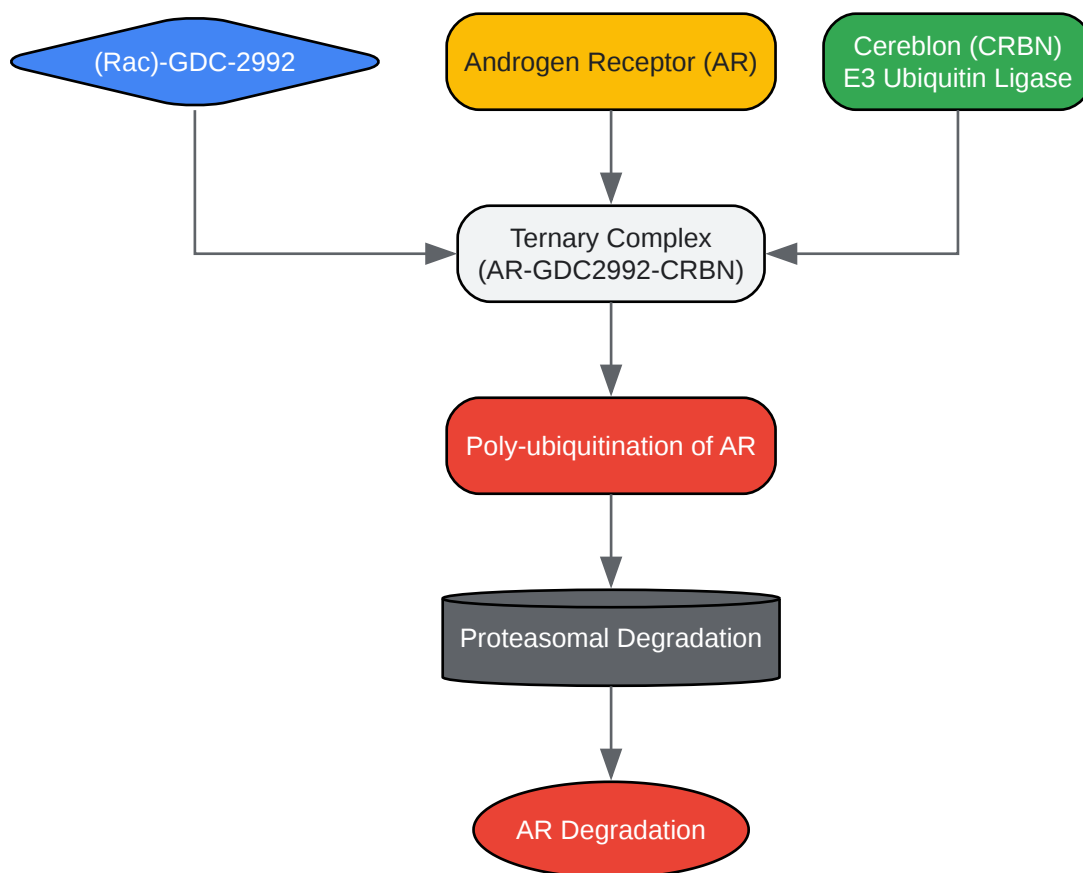 (Rac)-GDC-2992
Androgen Receptor (AR)
Cereblon (CRBN)
E3 Ubiquitin Ligase
Ternary Complex
(AR-GDC2992-CRBN)
Poly-ubiquitination of AR
Proteasomal Degradation
AR Degradation